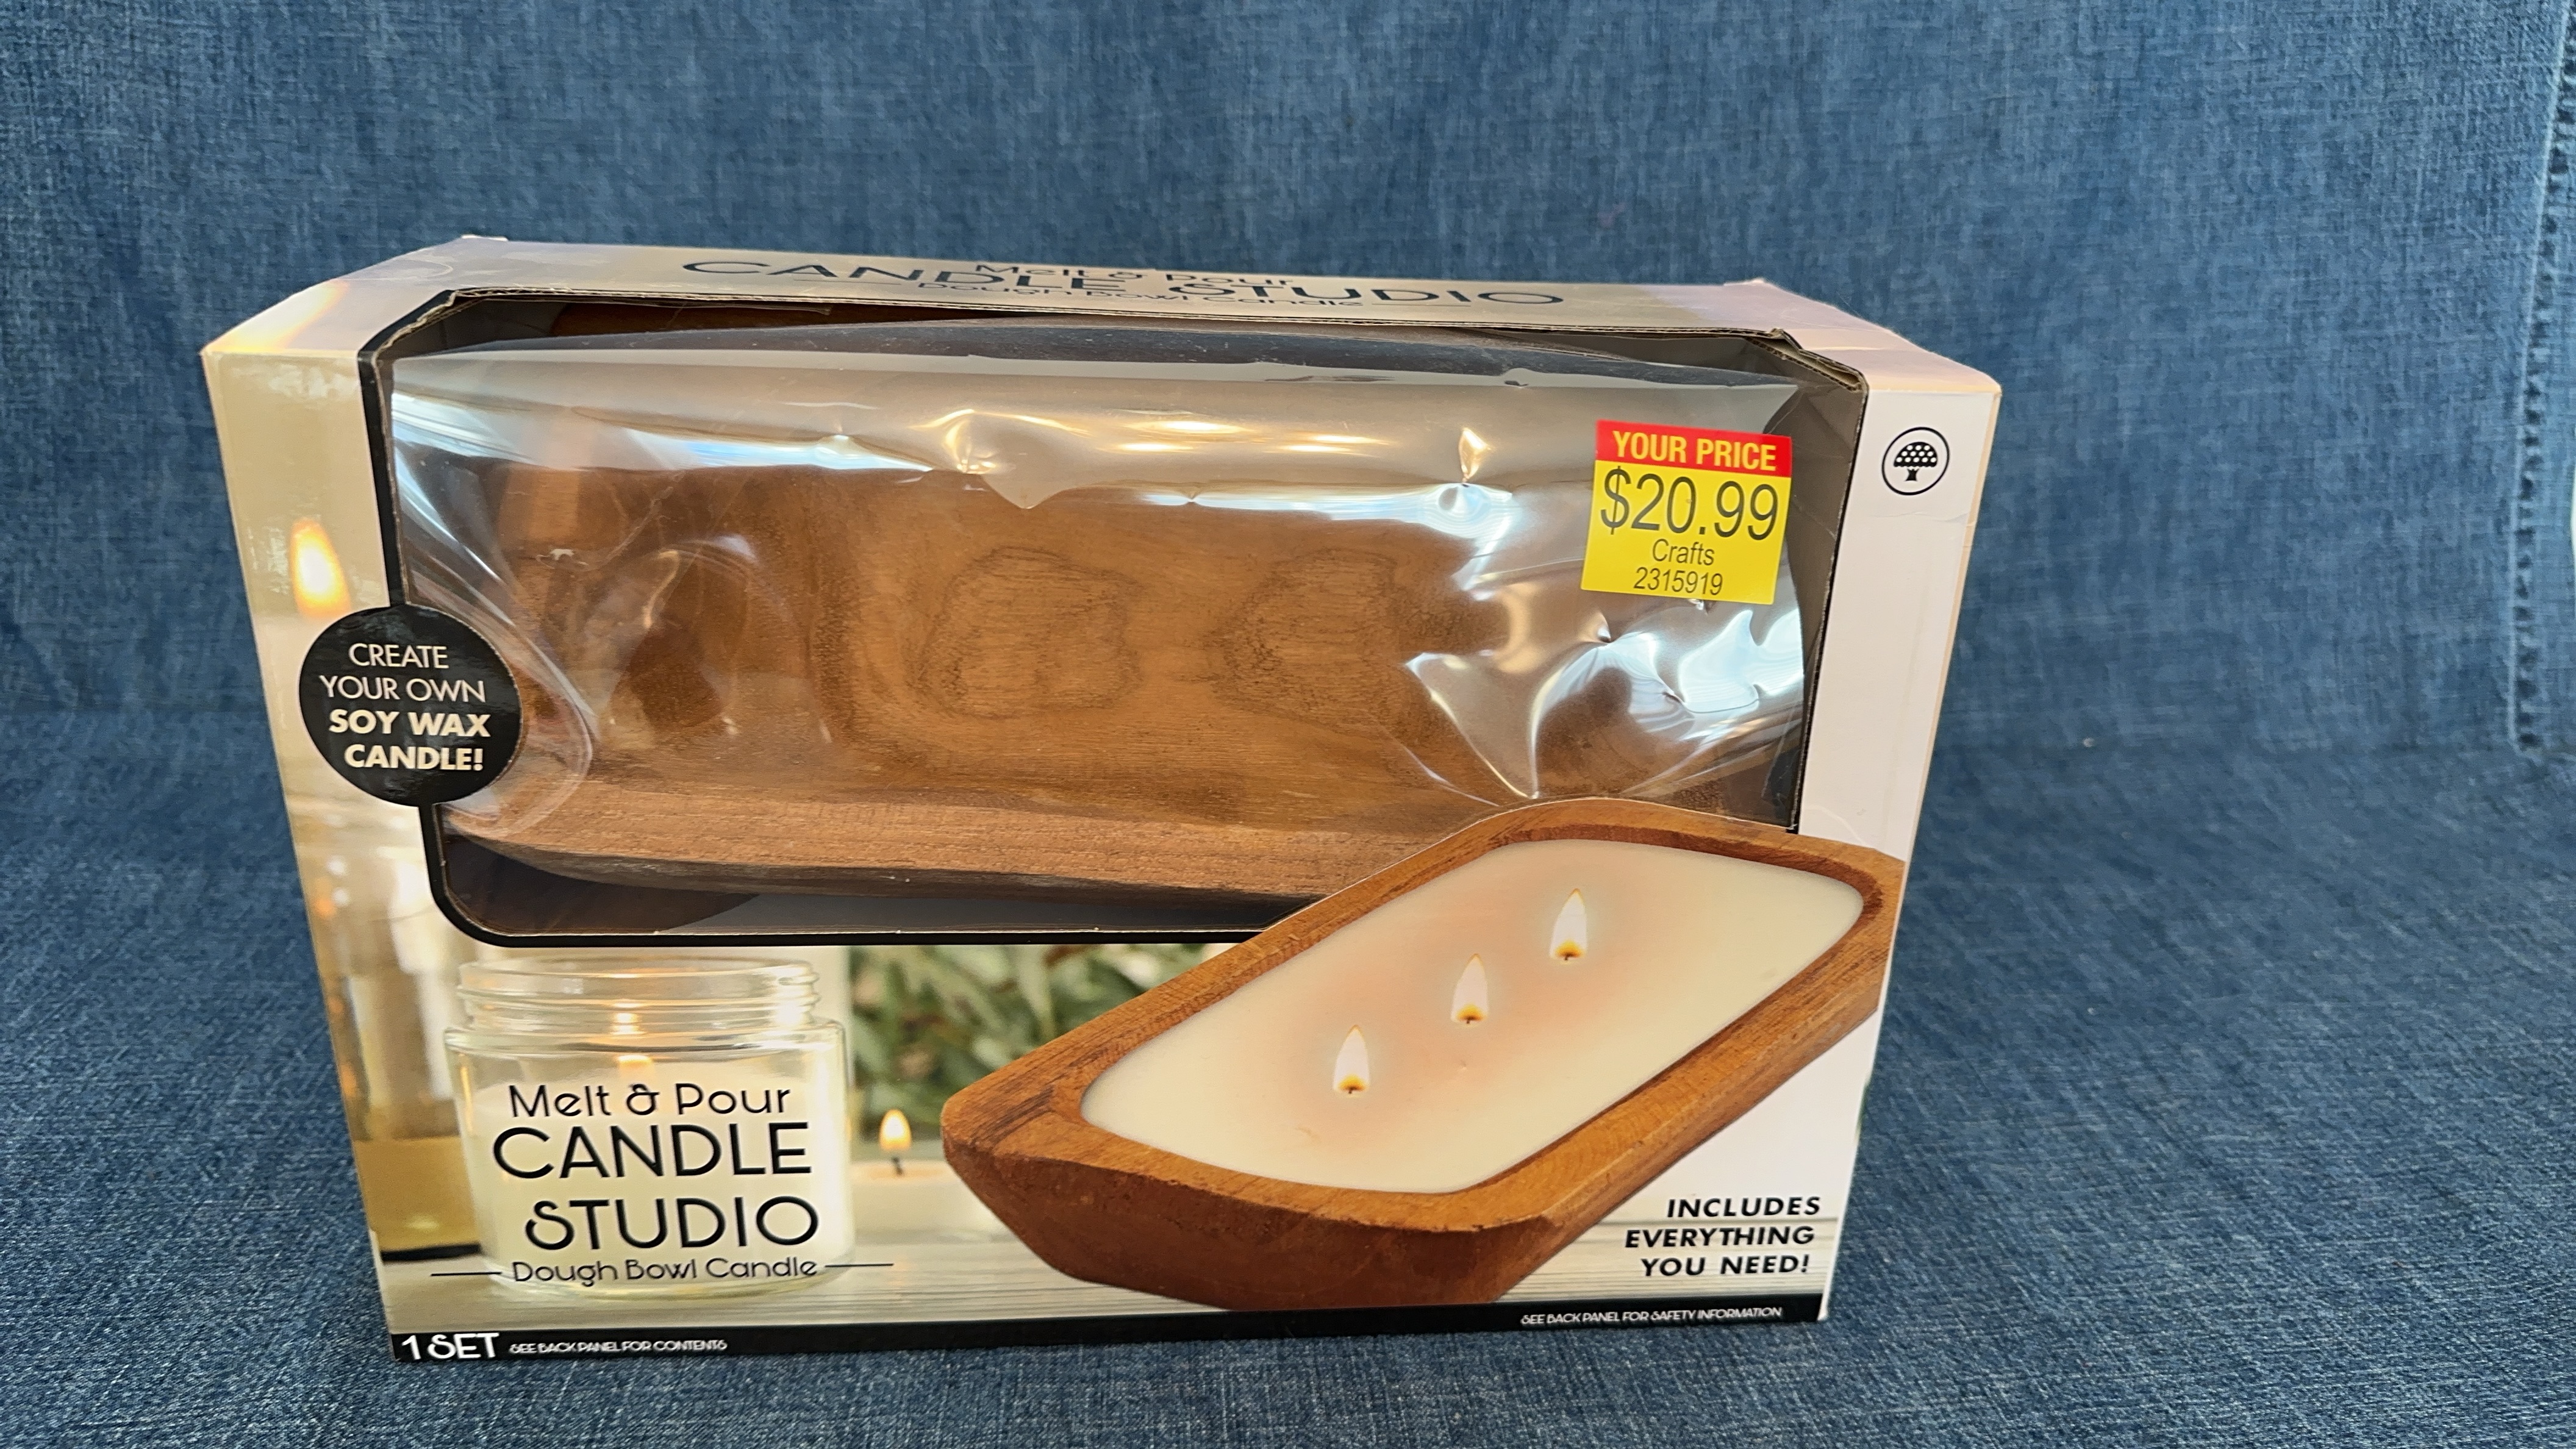 Melt & Pour
CANDLE STUDIO
Dough Bowl Candle
YOUR PRICE
$20.99
Crafts
2315919
CREATE
YOUR OWN
SOY WAX
CANDLE!
Melt & Pour
CANDLE
STUDIO
Dough Bowl Candle
INCLUDES
EVERYTHING
YOU NEED!
1 SET SEE BACK PANEL FOR CONTENTS
SEE BACK PANEL FOR SAFETY INFORMATION